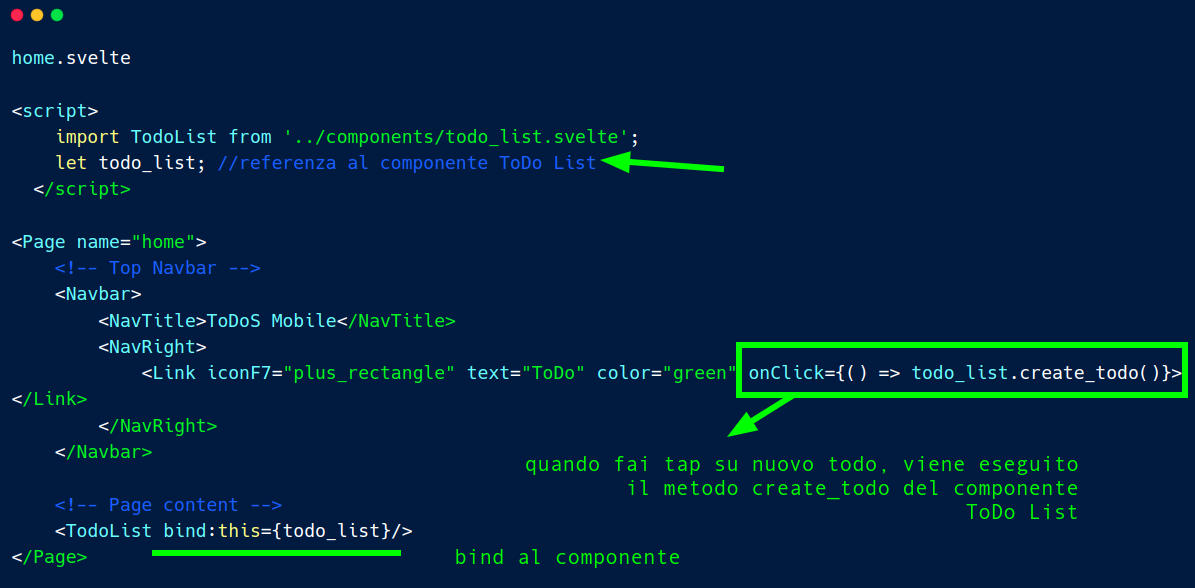 home.svelte
<script>
import TodoList from '../components/todo_list.svelte';
let todo_list; //referenza al componente ToDo List
</script>
<Page name="home">
<!-- Top Navbar -->
<Navbar>
<NavTitle>ToDoS Mobile</NavTitle>
<NavRight>
<Link iconF7="plus_rectangle" text="ToDo" color="green" onClick={() => todo_list.create_todo()}>
</Link>
</NavRight>
</Navbar>
quando fai tap su nuovo todo, viene eseguito
il metodo create_todo del componente
ToDo List
<!-- Page content -->
<TodoList bind:this={todo_list}/>
</Page>
bind al componente